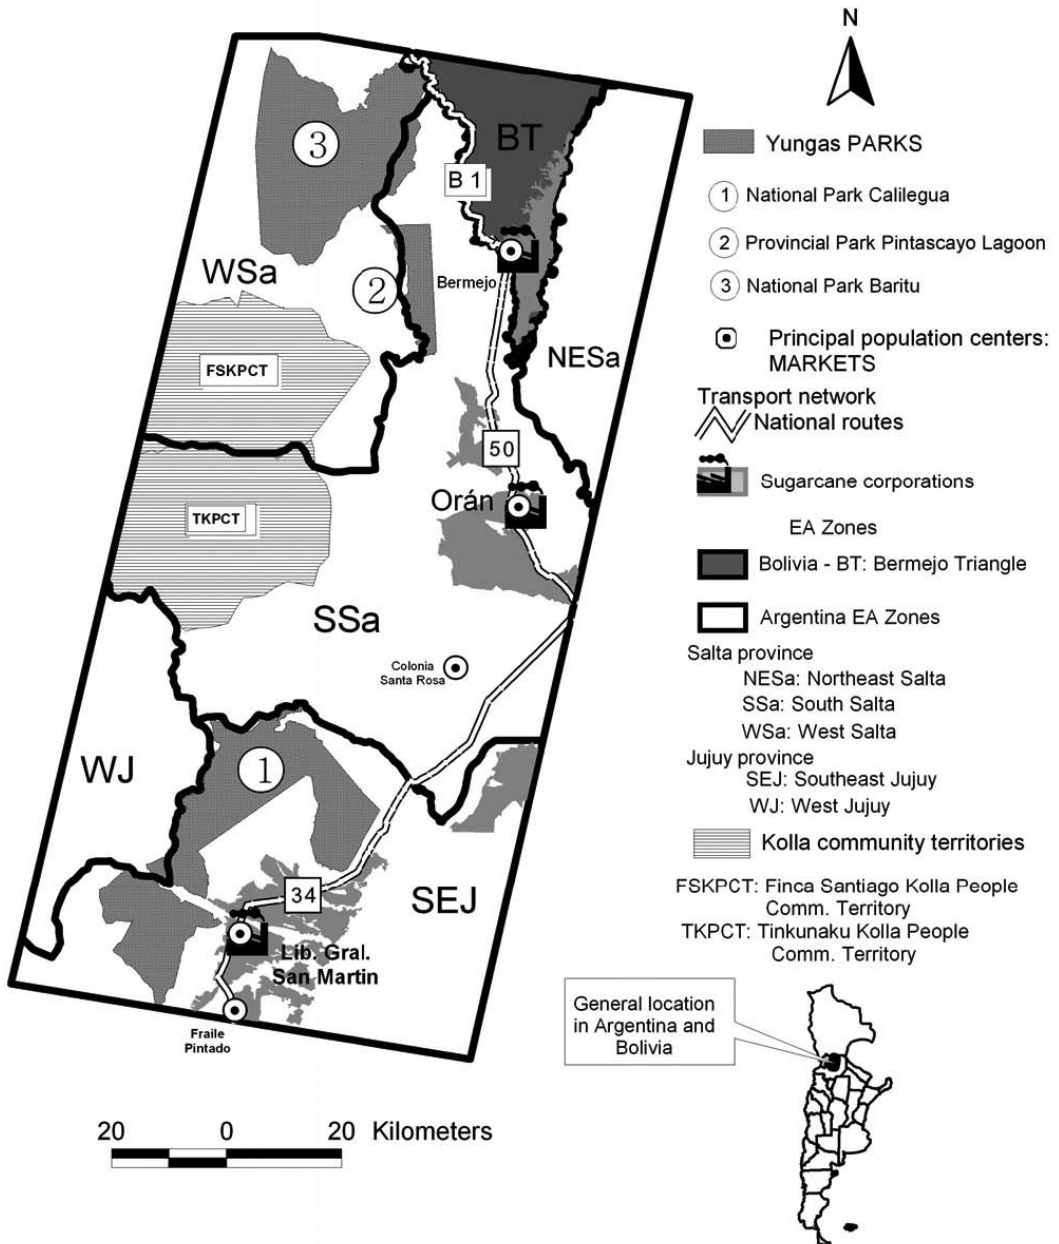 N
3
BT
B 1
WSa
2
Bermejo
NESa
FSKPCT
50
Orán
TKPCT
SSa
Colonia
Santa Rosa
WJ
1
34
SEJ
Lib. Gral.
San Martin
Fraile
Pintado
20 0 20 Kilometers
Yungas PARKS
1 National Park Calilegua
2 Provincial Park Pintascayo Lagoon
3 National Park Baritu
Principal population centers:
MARKETS
Transport network
National routes
Sugarcane corporations
EA Zones
Bolivia - BT: Bermejo Triangle
Argentina EA Zones
Salta province
NESa: Northeast Salta
SSa: South Salta
WSa: West Salta
Jujuy province
SEJ: Southeast Jujuy
WJ: West Jujuy
Kolla community territories
FSKPCT: Finca Santiago Kolla People
Comm. Territory
TKPCT: Tinkunaku Kolla People
Comm. Territory
General location
in Argentina and
Bolivia